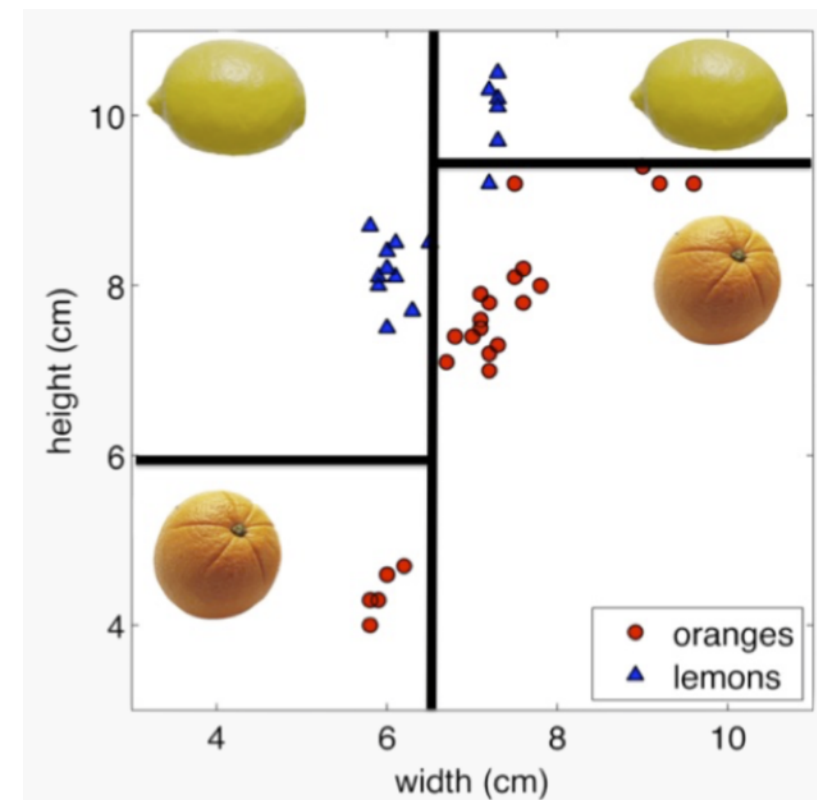 10
8
6
4
height (cm)
oranges
lemons
4 6 8 10
width (cm)